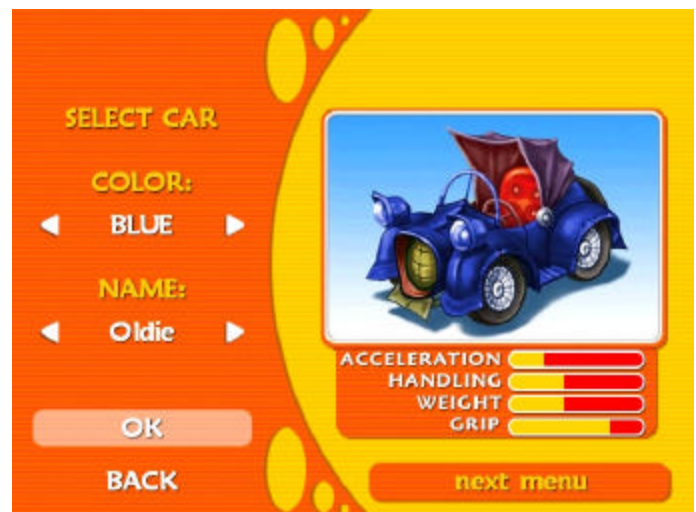 SELECT CAR
COLOR:
BLUE
NAME:
Oldie
OK
BACK
ACCELERATION
HANDLING
WEIGHT
GRIP
next menu